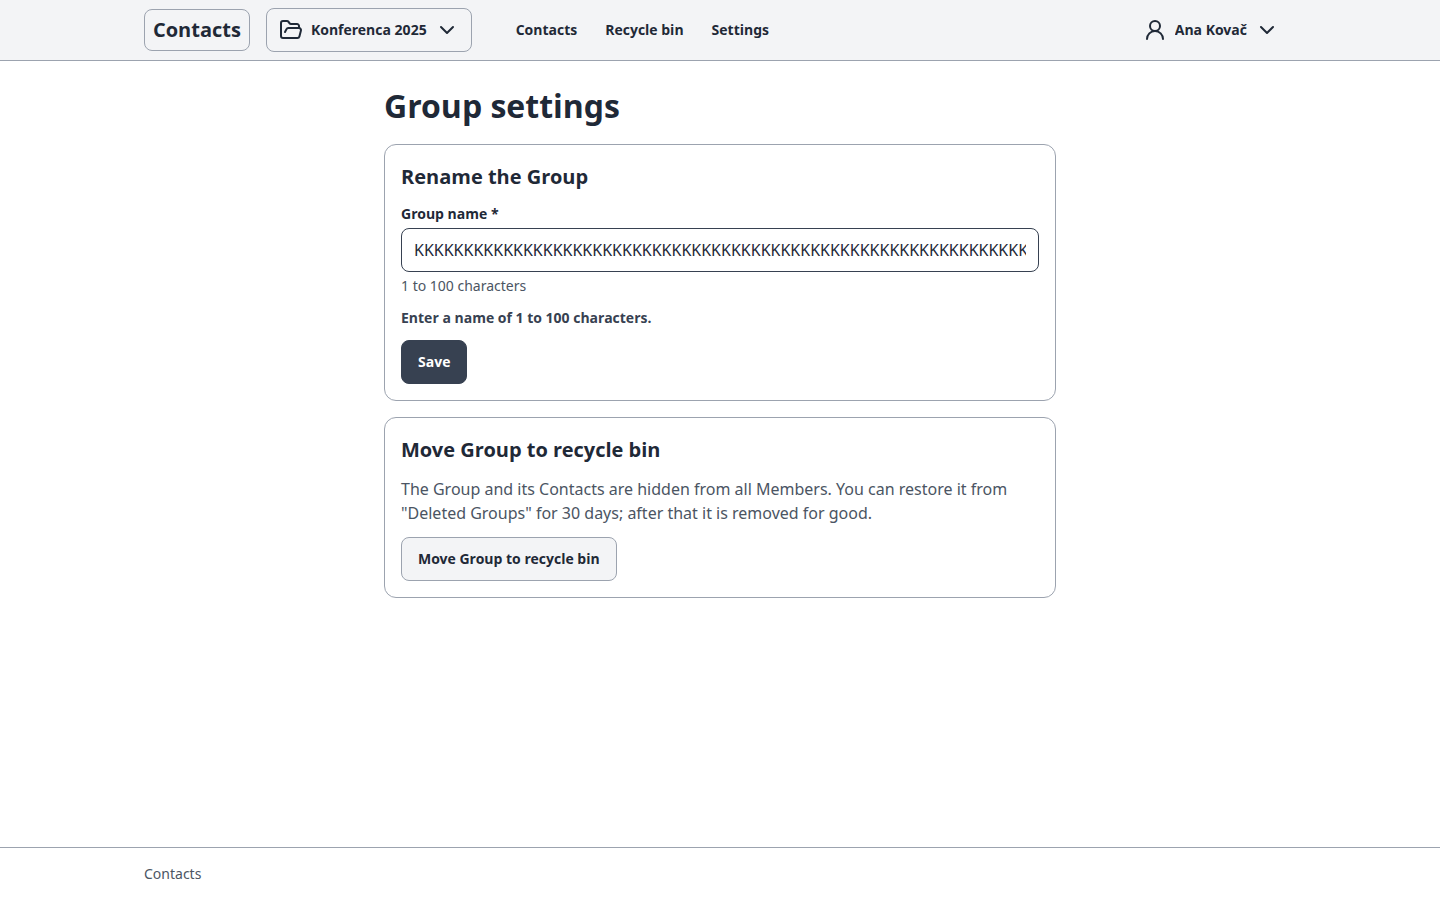 Contacts
Konferenca 2025
Contacts
Recycle bin
Settings
Ana Kovač
Group settings
Rename the Group
Group name *
KKKKKKKKKKKKKKKKKKKKKKKKKKKKKKKKKKKKKKKKKKKKKKKKKKKKKKKKKKKKKK
1 to 100 characters
Enter a name of 1 to 100 characters.
Save
Move Group to recycle bin
The Group and its Contacts are hidden from all Members. You can restore it from
"Deleted Groups" for 30 days; after that it is removed for good.
Move Group to recycle bin
Contacts